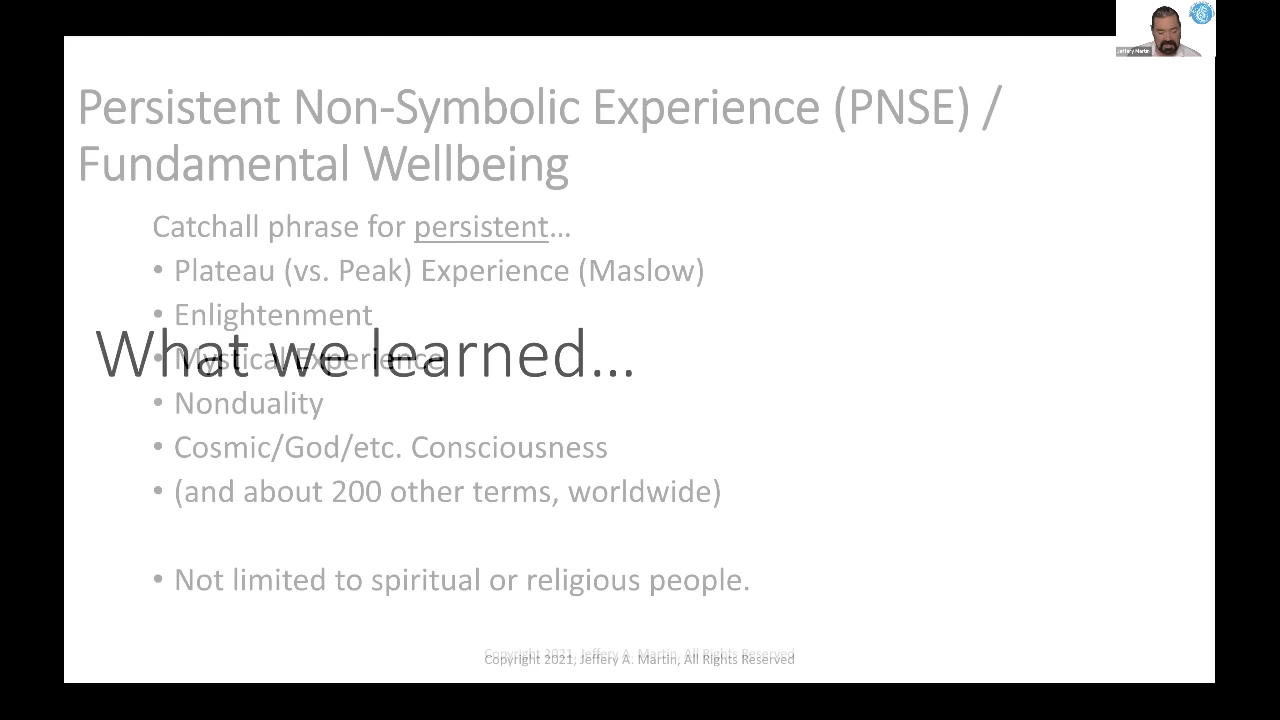 Jeffery Martin
Persistent Non-Symbolic Experience (PNSE) /
Fundamental Wellbeing
Catchall phrase for persistent...
• Plateau (vs. Peak) Experience (Maslow)
• Enlightenment
What we learned...
• Mystical Experience
• Nonduality
• Cosmic/God/etc. Consciousness
• (and about 200 other terms, worldwide)
• Not limited to spiritual or religious people.
Copyright 2021, Jeffery A. Martin, All Rights Reserved
Copyright 2021, Jeffery A. Martin, All Rights Reserved